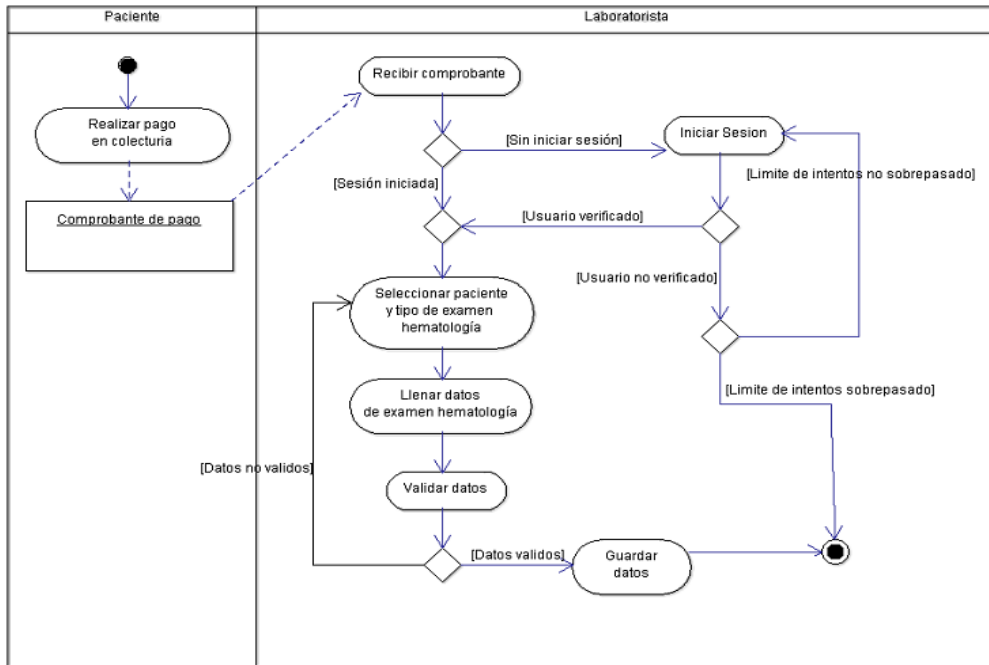 Paciente
Laboratorista
Realizar pago
en colecturia
Comprobante de pago
Recibir comprobante
[Sin iniciar sesión]
Iniciar Sesion
[Limite de intentos no sobrepasado]
[Sesión iniciada]
[Usuario verificado]
[Usuario no verificado]
Seleccionar paciente
y tipo de examen
hematología
[Limite de intentos sobrepasado]
Llenar datos
de examen hematología
[Datos no validos]
Validar datos
[Datos validos]
Guardar
datos